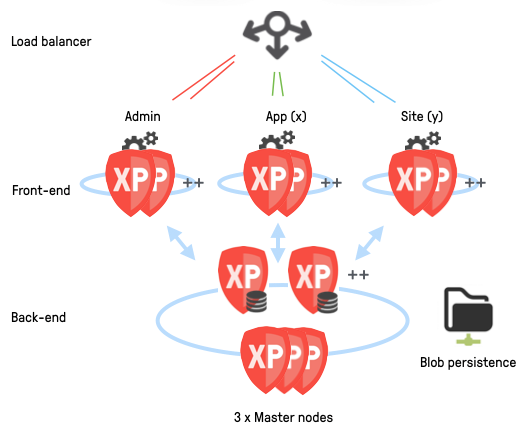 Load balancer
Admin
App (x)
Site (y)
Front-end
XP P ++
XP P ++
XP P ++
XP
XP ++
Back-end
XP P P
Blob persistence
3 x Master nodes